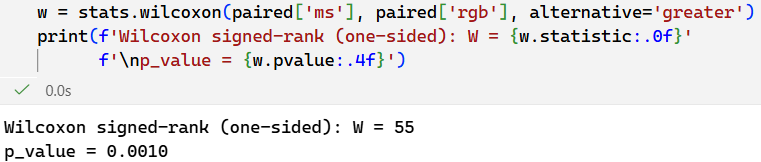 w = stats.wilcoxon(paired['ms'], paired['rgb'], alternative='greater')
print(f'Wilcoxon signed-rank (one-sided): W = {w.statistic:.0f}'
f'\np_value = {w.pvalue:.4f}')
0.0s
Wilcoxon signed-rank (one-sided): W = 55
p_value = 0.0010